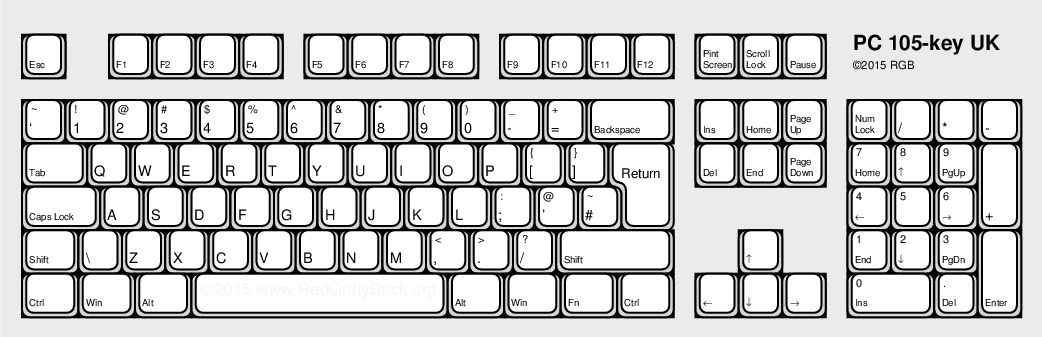 PC 105-key UK
©2015 RGB
Esc F1 F2 F3 F4 F5 F6 F7 F8 F9 F10 F11 F12 Print Screen Scroll Lock Pause
~ ! @ # $ % ^ & * ( ) _ +
‘ 1 2 3 4 5 6 7 8 9 0 - = Backspace Ins Home Page Up Num Lock / * -
{ }
Tab Q W E R T Y U I O P [ ] Return Del End Page Down 7 Home 8 ↑ 9 PgUp +
: @ ~
Caps Lock A S D F G H J K L ; ' # 4 ← 5 6 →
< > ?
Shift \ Z X C V B N M , . / Shift ↑ 1 End 2 ↓ 3 PgDn Enter
Ctrl Win Alt ©2015 www.RedGrittyBrick.org Alt Win Fn Ctrl ← ↓ → 0 Ins . Del